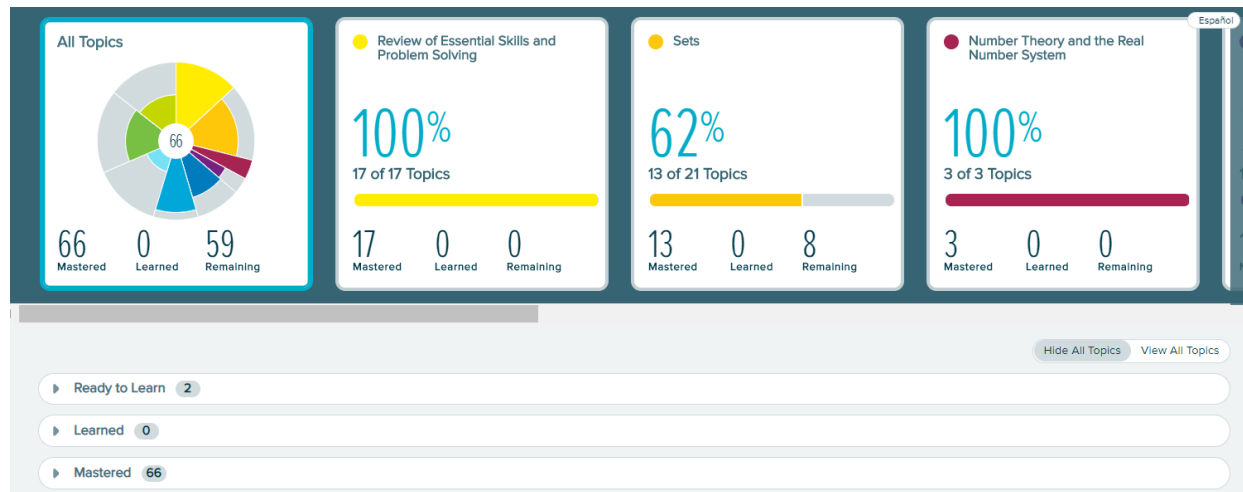 Español
All Topics
66
66 0 59
Mastered Learned Remaining
Review of Essential Skills and
Problem Solving
100%
17 of 17 Topics
17 0 0
Mastered Learned Remaining
Sets
62%
13 of 21 Topics
13 0 8
Mastered Learned Remaining
Number Theory and the Real
Number System
100%
3 of 3 Topics
3 0 0
Mastered Learned Remaining
Hide All Topics View All Topics
Ready to Learn 2
Learned 0
Mastered 66